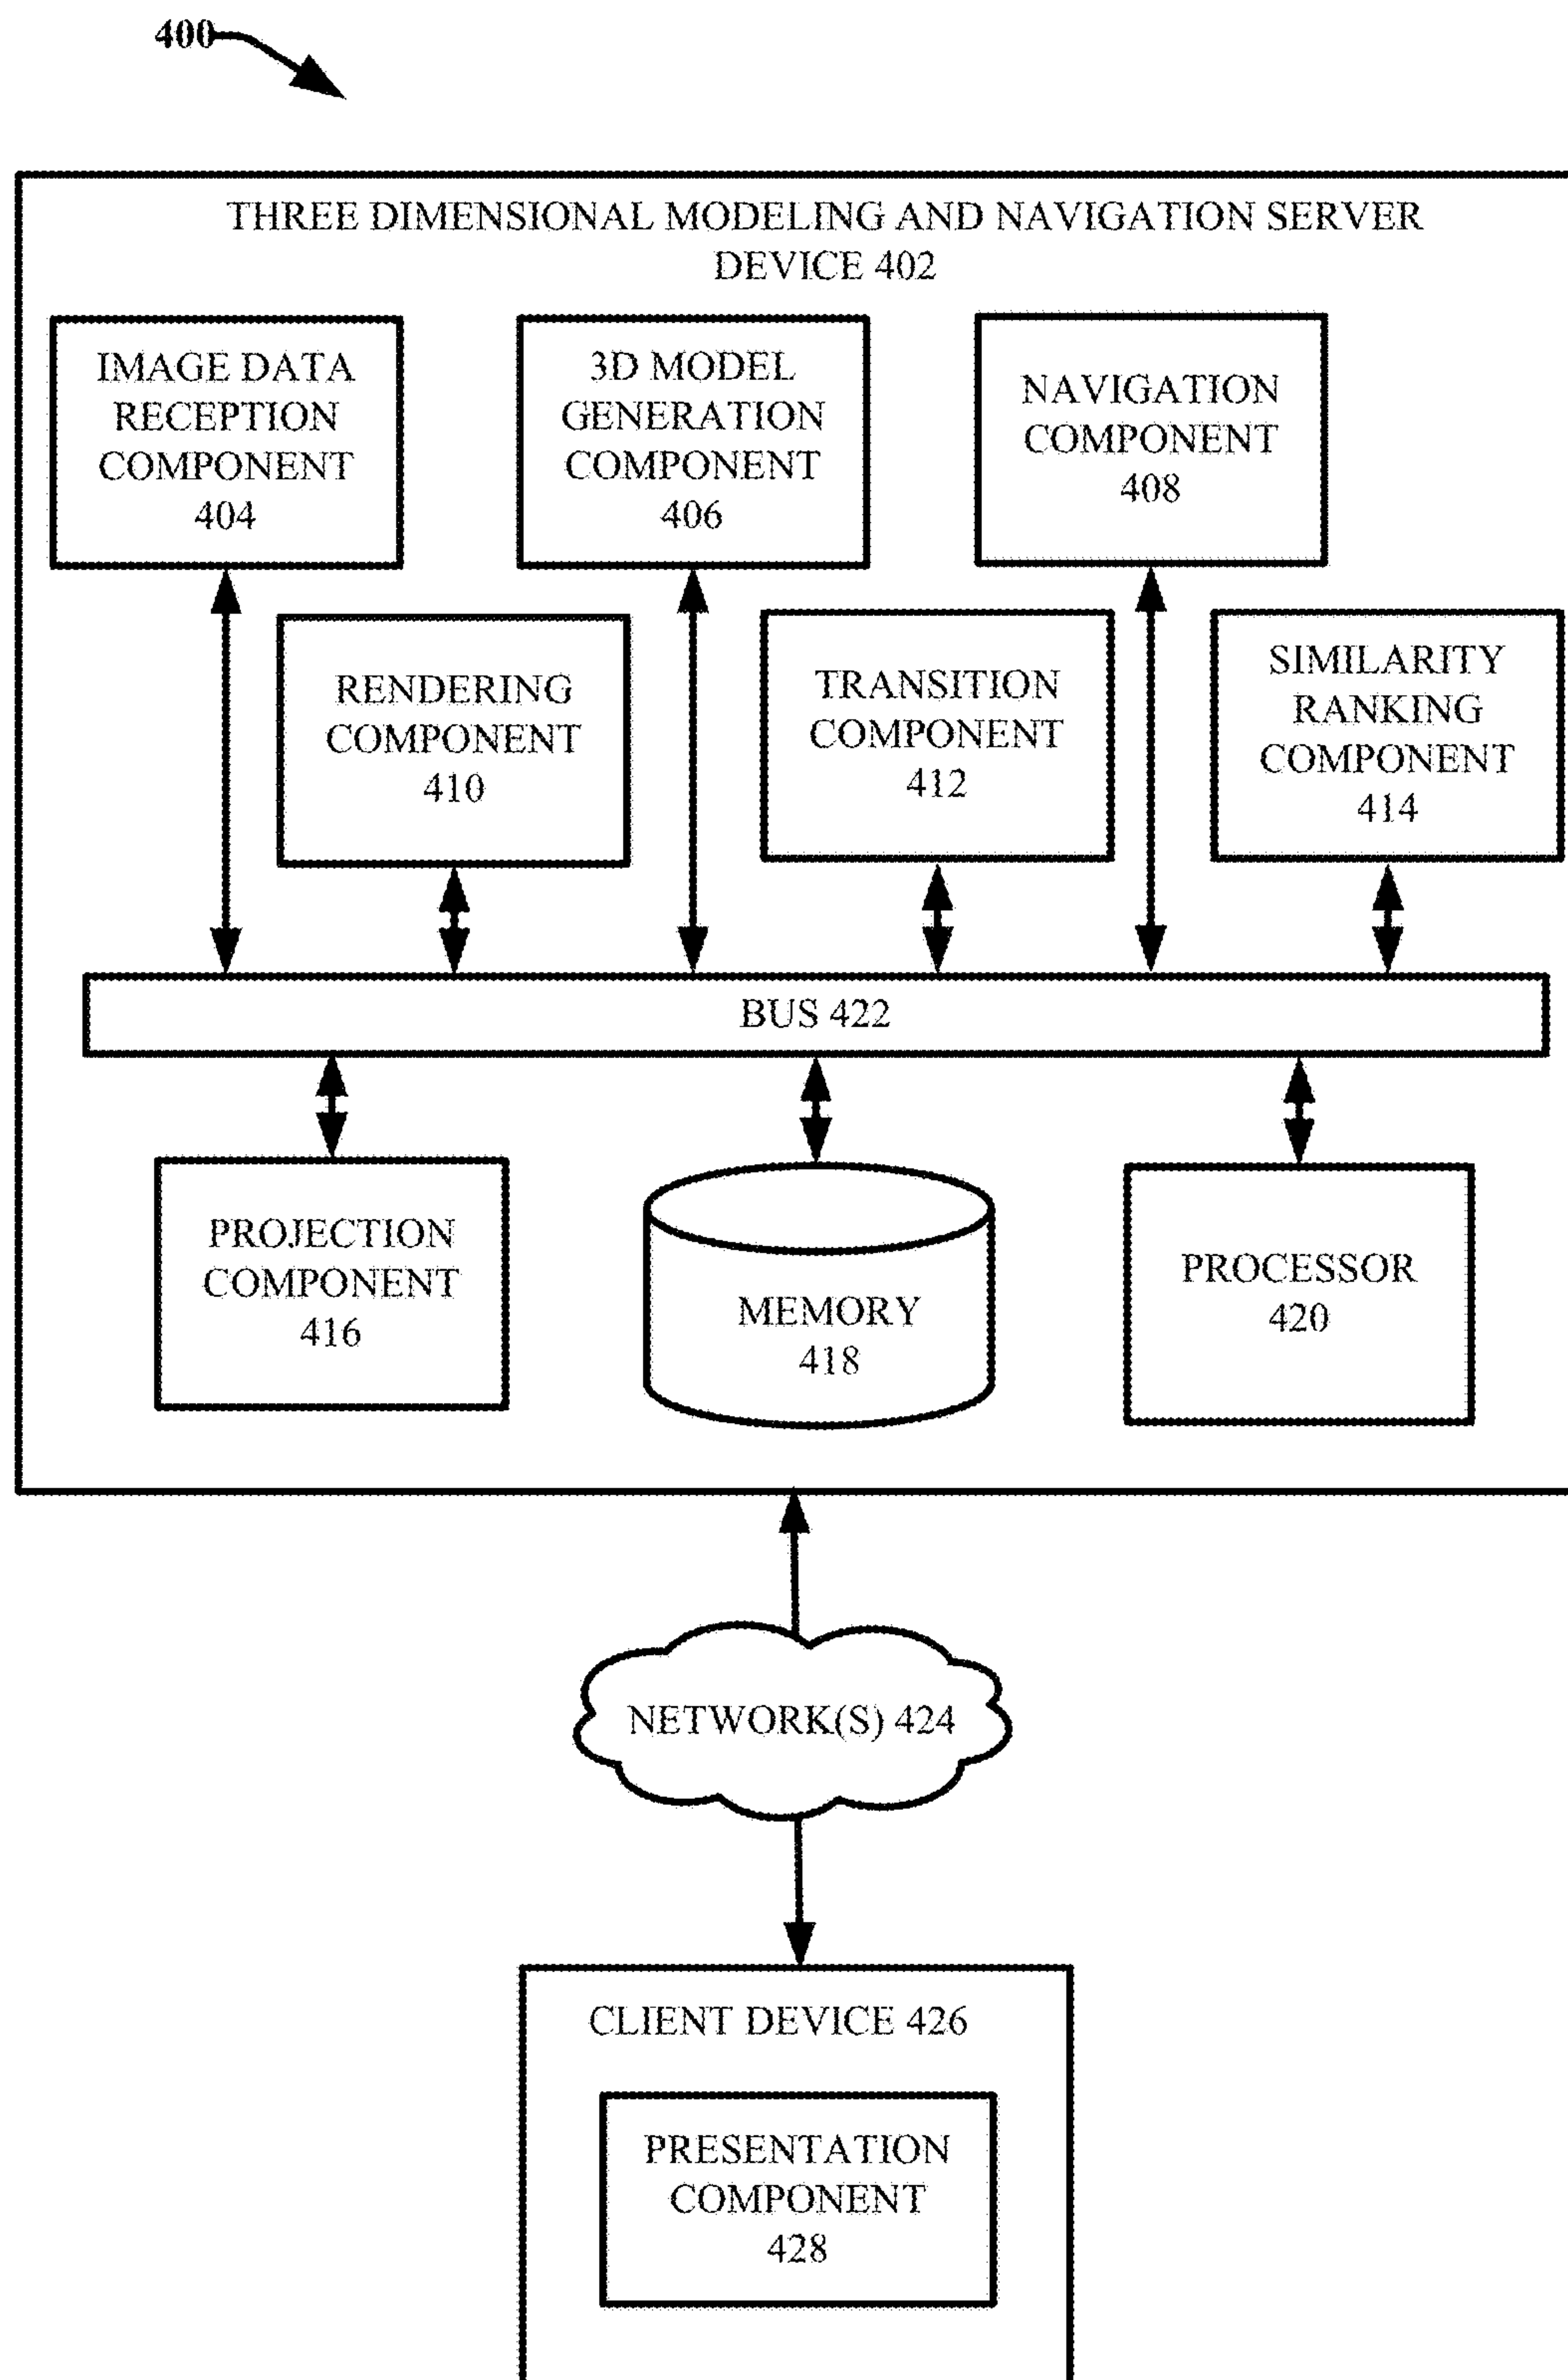 400
THREE DIMENSIONAL MODELING AND NAVIGATION SERVER
DEVICE 402
IMAGE DATA
RECEPTION
COMPONENT
404
3D MODEL
GENERATION
COMPONENT
406
NAVIGATION
COMPONENT
408
RENDERING
COMPONENT
410
TRANSITION
COMPONENT
412
SIMILARITY
RANKING
COMPONENT
414
BUS 422
PROJECTION
COMPONENT
416
MEMORY
418
PROCESSOR
420
NETWORK(S) 424
CLIENT DEVICE 426
PRESENTATION
COMPONENT
428